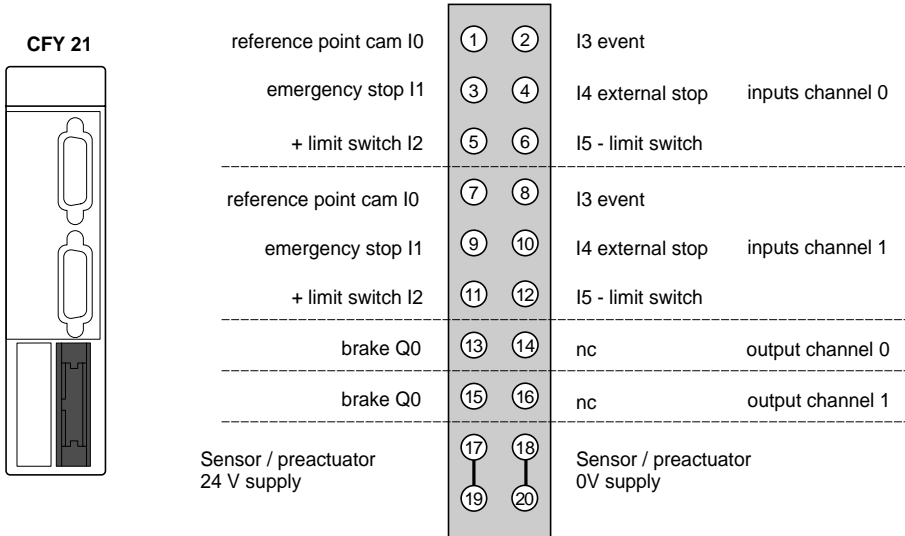 CFY 21
reference point cam I0 1 2 I3 event
emergency stop I1 3 4 I4 external stop inputs channel 0
+ limit switch I2 5 6 I5 - limit switch
reference point cam I0 7 8 I3 event
emergency stop I1 9 10 I4 external stop inputs channel 1
+ limit switch I2 11 12 I5 - limit switch
brake Q0 13 14 nc output channel 0
brake Q0 15 16 nc output channel 1
Sensor / preactuator 17 18 Sensor / preactuator
24 V supply 19 20 0V supply